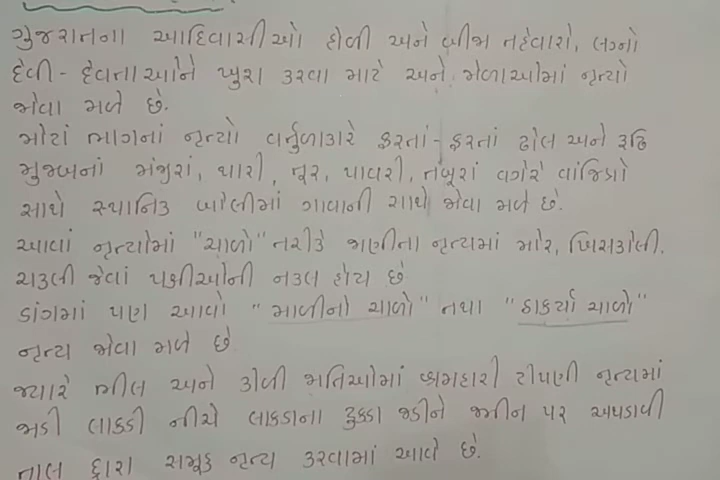 ગુજરાતના આદિવાસીઓ હોળી અને બીજા તહેવારો, લગ્નો
દેવી - દેવતાઓને ખુશ કરવા માટે અને મેળાઓમાં નૃત્યો
જોવા મળે છે.
મોટાં ભાગનાં નૃત્યો વર્તુળાકારે ફરતાં - ફરતાં ઢોલ અને રૂઢિ
મુજબનાં મંજીરાં, થાળી, તૂર, પાવરી, તંબૂરાં વગેરે વાંજિત્રો
સાથે સ્થાનિક બોલીમાં ગાવાની સાથે જોવા મળે છે.
આવાં નૃત્યોમાં "ચાળો" તરીકે જાણીતા નૃત્યમાં મોર, ખિસકોલી,
ચકલી જેવાં પક્ષીઓની નકલ હોય છે
ડાંગમાં પણ આવો "માળીનો ચાળો" તથા "ઠાકર્યા ચાળો"
નૃત્ય જોવા મળે છે
જ્યારે ભીલ અને કોળી જાતિઓમાં શ્રમહારી ટીપણી નૃત્યમાં
જાડી લાકડી નીચે લાકડાના ટુકડા જડીને જમીન પર અથડાવી
તાલ દ્વારા સમૂહ નૃત્ય કરવામાં આવે છે.